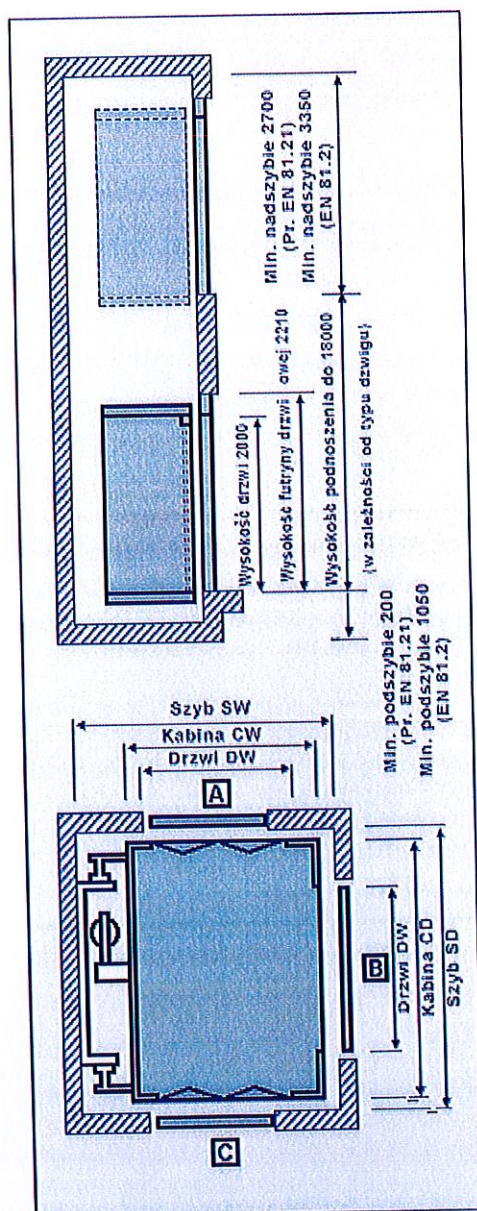 Min. nadszybie 2700
(Pr. EN 81.21)
Min. nadszybie 3350
(EN 81.2)
Wysokość drzwi 2000
Wysokość futryny drzwi owej 2210
Wysokość podnoszenia do 18000
(w zależności od typu dzwigu)
Min. podszybie 200
(Pr. EN 81.21)
Min. podszybie 1050
(EN 81.2)
Szyb SW
Kabina CW
Drzwi DW
A
B
C
Drzwi DW
Kabina CD
Szyb SD